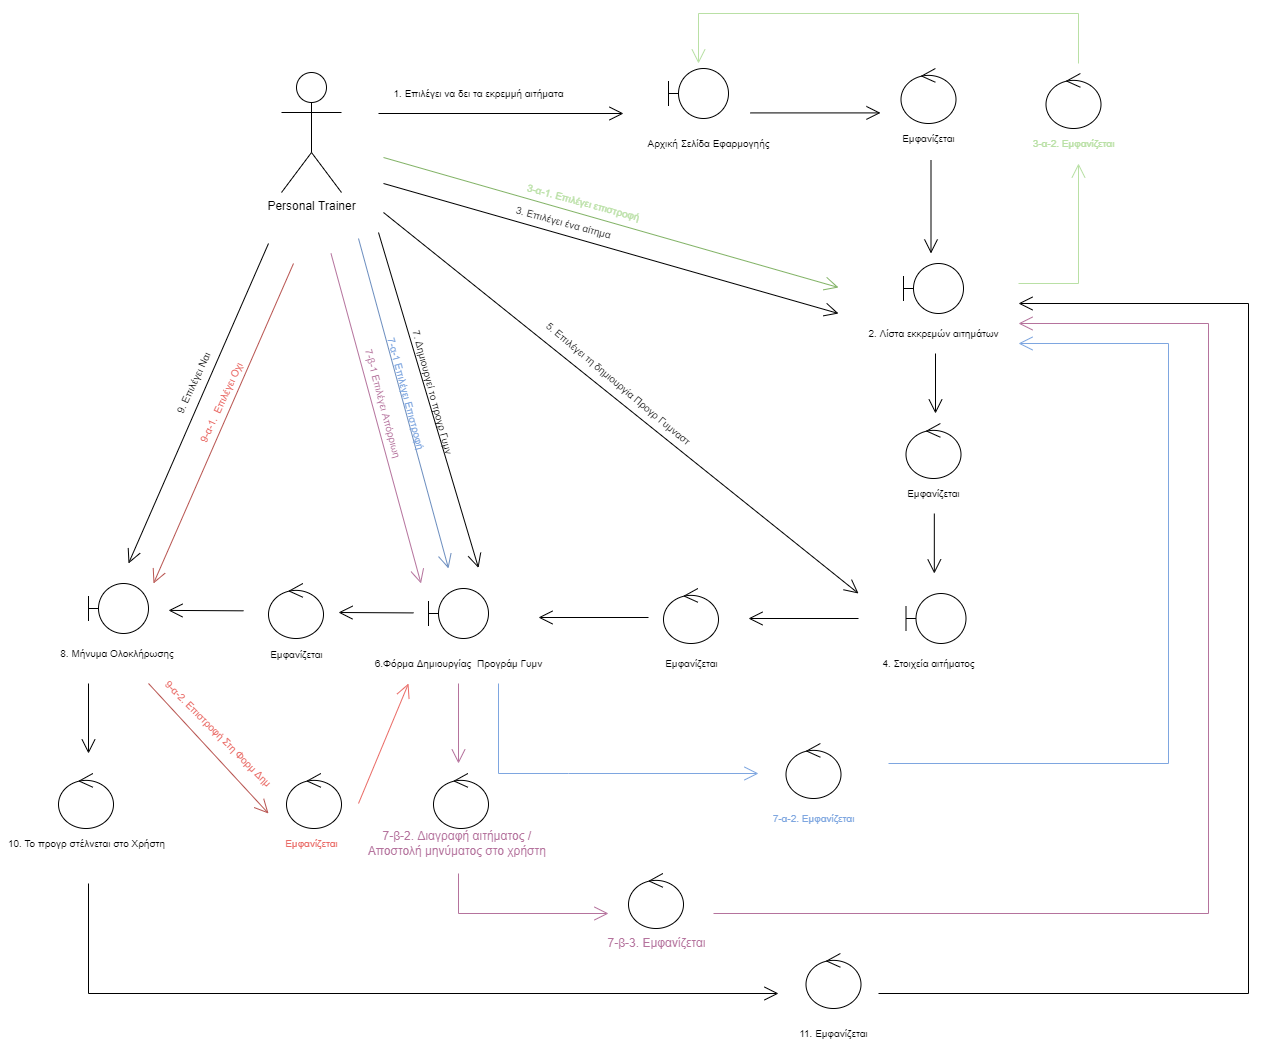 1. Επιλέγει να δει τα εκρεμμή αιτήματα
Αρχική Σελίδα Εφαρμογηής
Εμφανίζεται
3-α-2. Εμφανίζεται
Personal Trainer
3-α-1. Επιλέγει επιστροφή
3. Επιλέγει ένα αίτημα
2. Λίστα εκκρεμών αιτημάτων
5. Επιλέγει τη δημιουργία Προγρ Γυμναστ
7. Δημιουργεί το προγρ Γυμν
7-α-1 Επιλέγει Επιστροφή
7-β-1 Επιλέγει Απόρριωη
9. Επιλέγει Ναι
9-α-1. Επιλέγει Οχι
Εμφανίζεται
8. Μήνυμα Ολοκλήρωσης
Εμφανίζεται
6.Φόρμα Δημιουργίας Προγράμ Γυμν
Εμφανίζεται
4. Στοιχεία αιτήματος
9-α-2. Επιστροφή Στη Φορμ Δημ
10. Το προγρ στέλνεται στο Χρήστη
Εμφανίζεται
7-β-2. Διαγραφή αιτήματος /
Αποστολή μηνύματος στο χρήστη
7-α-2. Εμφανίζεται
7-β-3. Εμφανίζεται
11. Εμφανίζεται